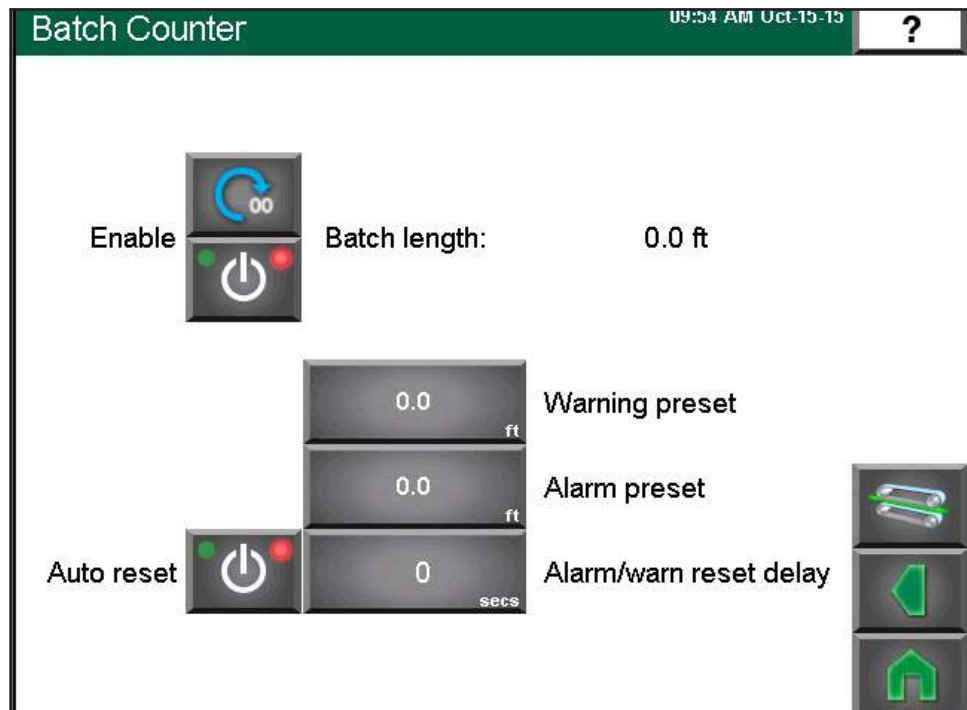 Batch Counter
09:54 AM Oct-15-15
?
00
Enable
Batch length:
0.0 ft
0.0
ft
Warning preset
0.0
ft
Alarm preset
Auto reset
0
secs
Alarm/warn reset delay